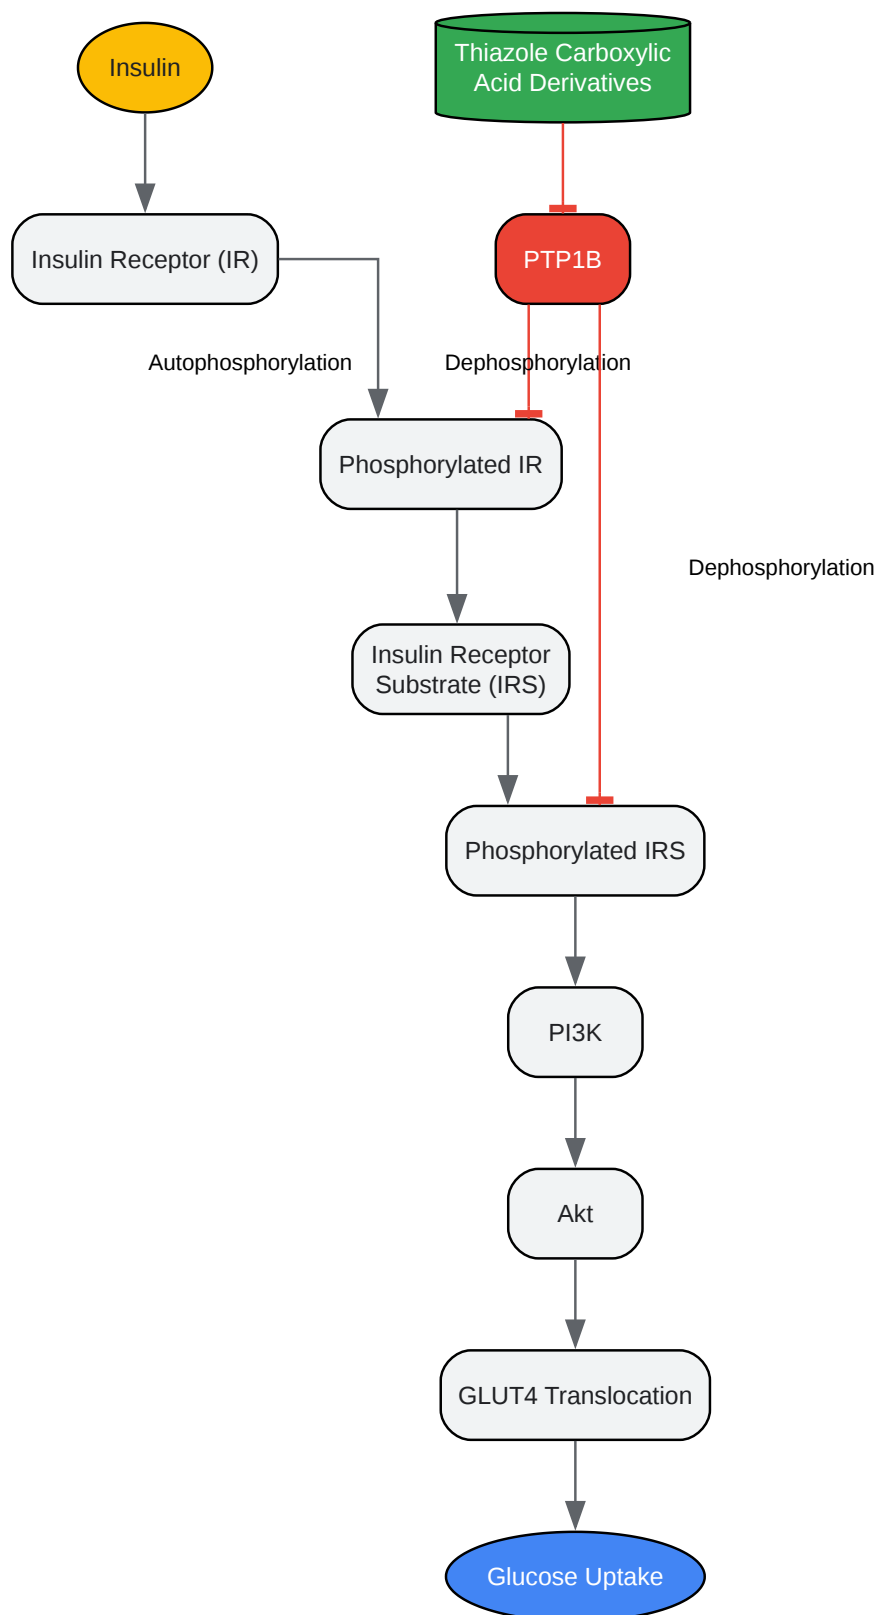 Insulin
Thiazole Carboxylic
Acid Derivatives
Insulin Receptor (IR)
PTP1B
Autophosphorylation
Dephosphorylation
Phosphorylated IR
Dephosphorylation
Insulin Receptor
Substrate (IRS)
Phosphorylated IRS
PI3K
Akt
GLUT4 Translocation
Glucose Uptake